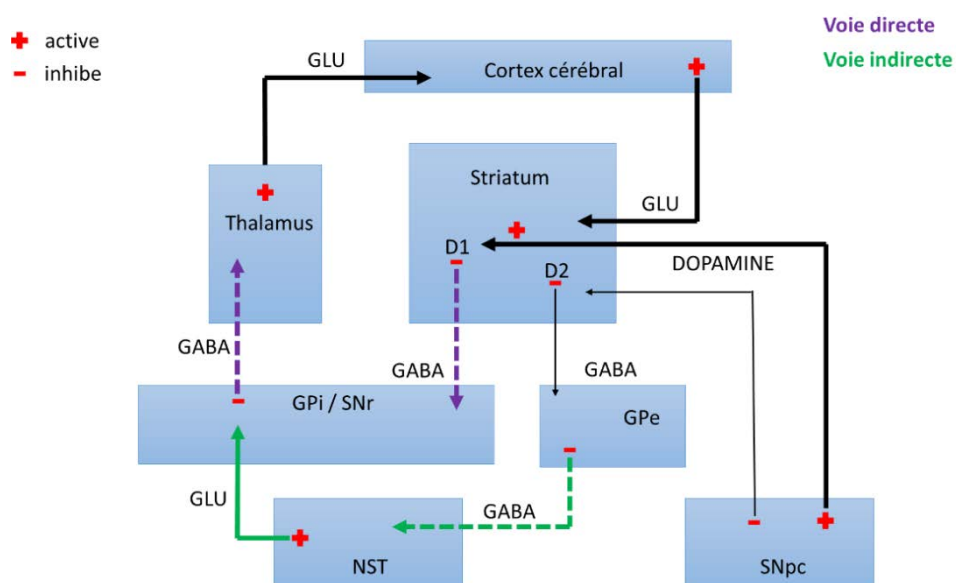 Voie directe
Voie indirecte
+ active
- inhibe
GLU
Cortex cérébral
+
Striatum
+
Thalamus
GLU
+
D1
DOPAMINE
-
D2
-
GABA
GABA
GABA
-
GPi / SNr
GPe
-
GLU
GABA
+
NST
-
+
SNpc